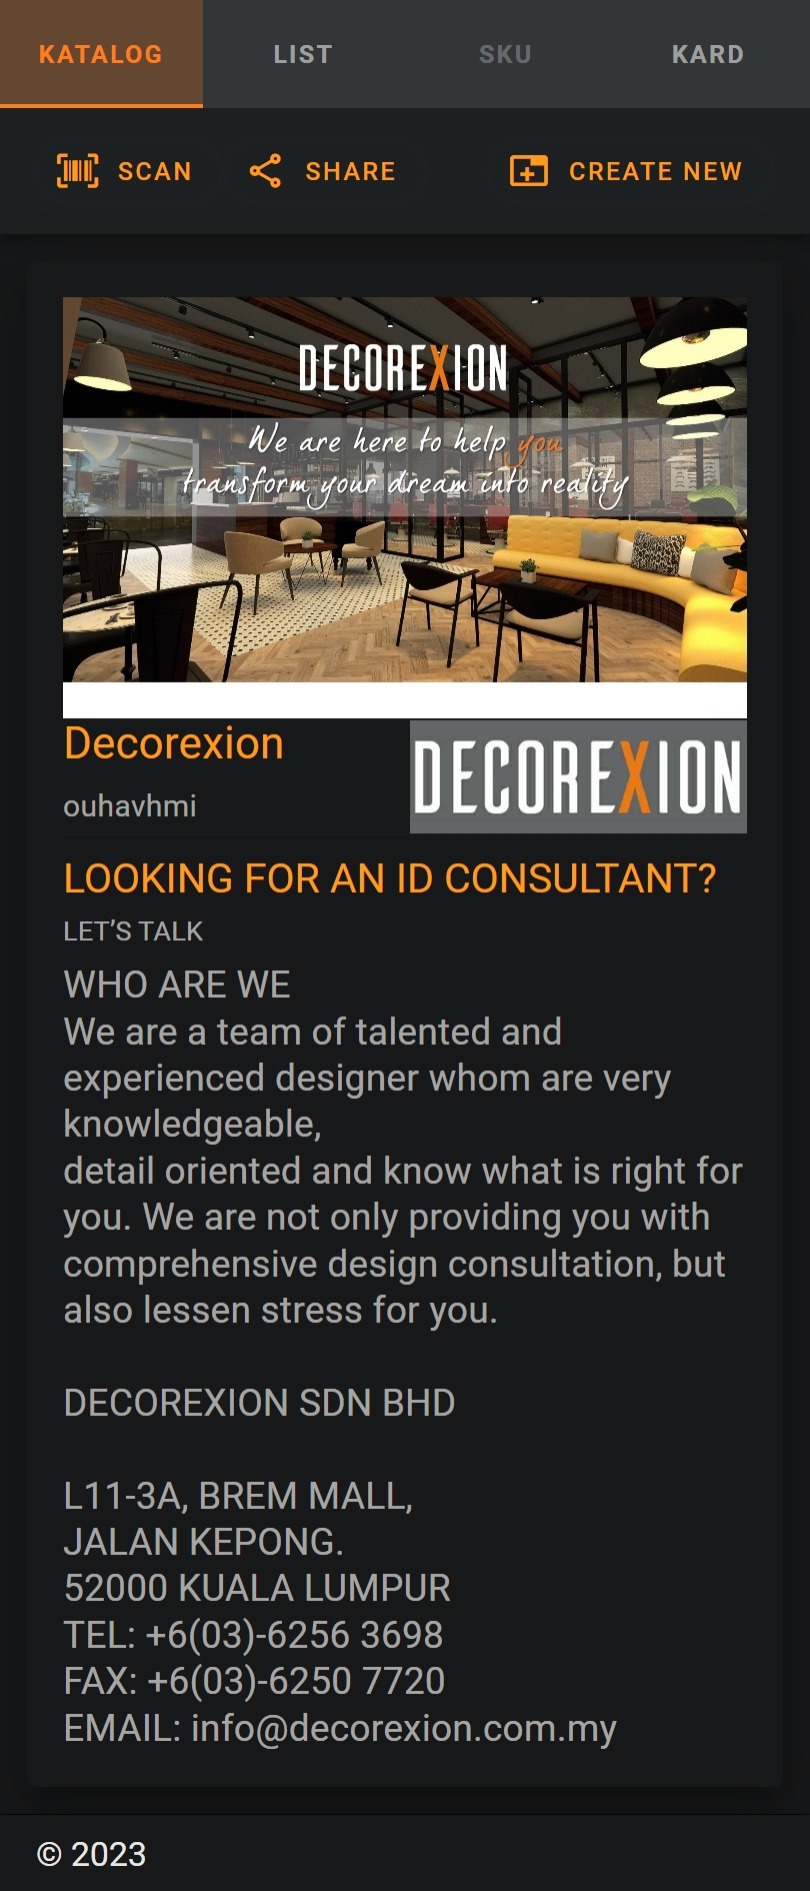 KATALOG LIST SKU KARD
SCAN SHARE CREATE NEW
DECOREXION
We are here to help you
transform your dream into reality
Decorexion
ouhavhmi
DECOREXION
LOOKING FOR AN ID CONSULTANT?
LET’S TALK
WHO ARE WE
We are a team of talented and
experienced designer whom are very
knowledgeable,
detail oriented and know what is right for
you. We are not only providing you with
comprehensive design consultation, but
also lessen stress for you.
DECOREXION SDN BHD
L11-3A, BREM MALL,
JALAN KEPONG.
52000 KUALA LUMPUR
TEL: +6(03)-6256 3698
FAX: +6(03)-6250 7720
EMAIL: info@decorexion.com.my
© 2023